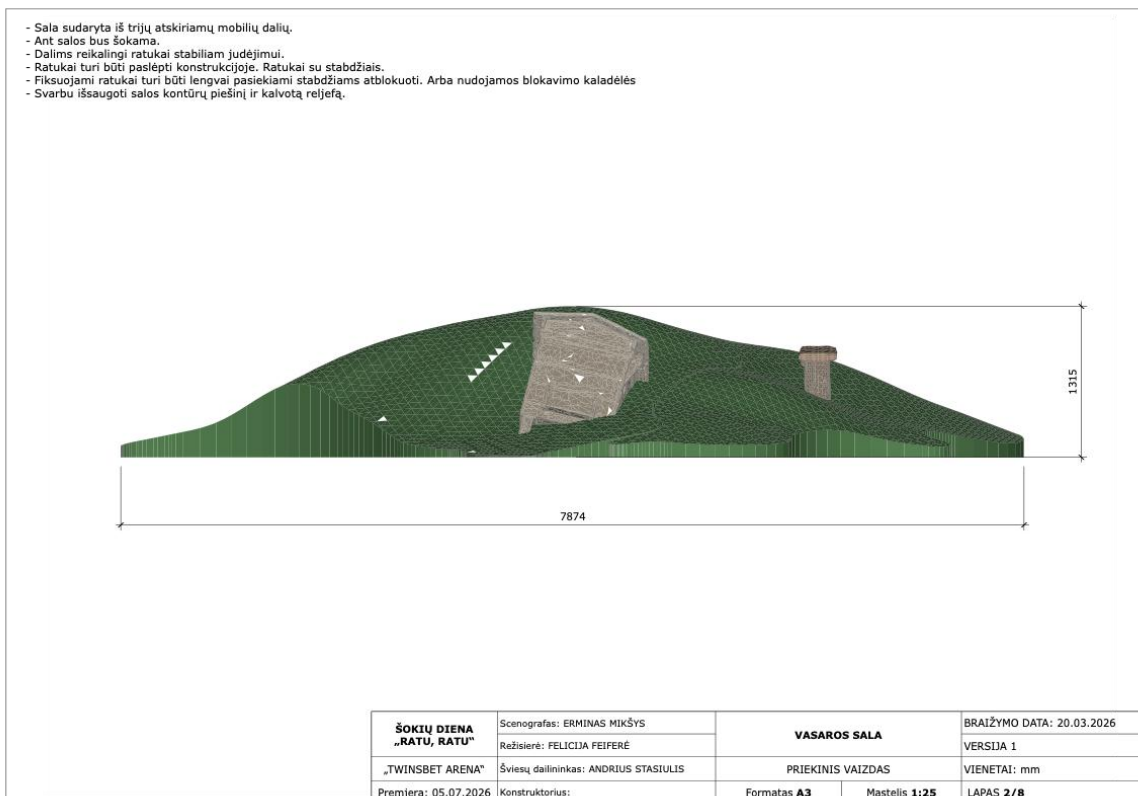 - Sala sudaryta iš trijų atskiriamų mobilių dalių.
- Ant salos bus šokama.
- Dalims reikalingi ratukai stabiliam judėjimui.
- Ratukai turi būti paslėpti konstrukcijoje. Ratukai su stabdžiais.
- Fiksuojami ratukai turi būti lengvai pasiekiami stabdžiams atblokuoti. Arba nudojamos blokavimo kaladėlės
- Svarbu išsaugoti salos kontūrų piešinį ir kalvotą reljefą.
1315
7874
ŠOKIŲ DIENA
„RATU, RATU“
Scenografas: ERMINAS MIKŠYS
Režisierė: FELICIJA FEIFERĖ
VASAROS SALA
BRAIŽYMO DATA: 20.03.2026
VERSIJA 1
„TWINSBET ARENA“
Šviesų dailininkas: ANDRIUS STASIULIS
PRIEKINIS VAIZDAS
VIENETAI: mm
Premjera: 05.07.2026
Konstruktorius:
Formatas A3
Mastelis 1:25
LAPAS 2/8